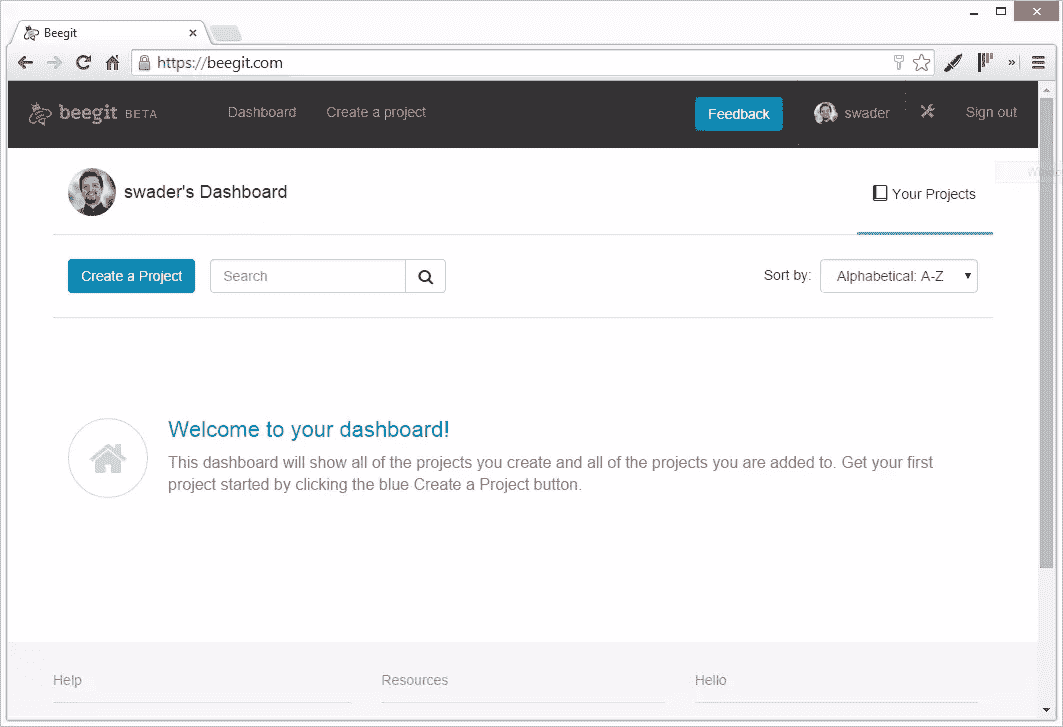 Beegit
https://beegit.com
beegit BETA
Dashboard
Create a project
Feedback
swader
Sign out
swader's Dashboard
Your Projects
Create a Project
Search
Sort by:
Alphabetical: A-Z
Welcome to your dashboard!
This dashboard will show all of the projects you create and all of the projects you are added to. Get your first
project started by clicking the blue Create a Project button.
Help
Resources
Hello